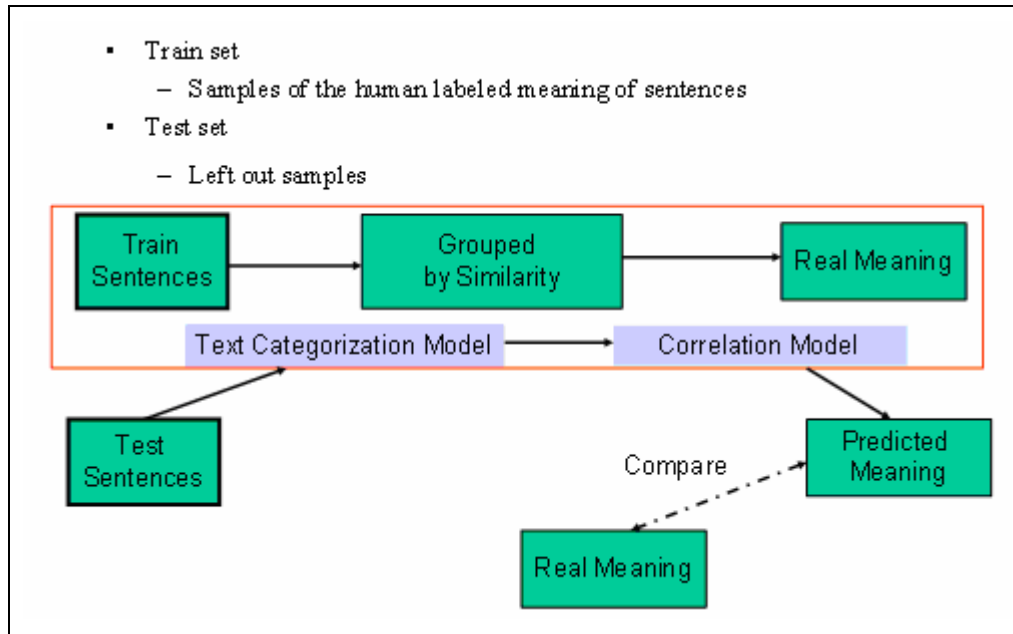 ▪ Train set
– Samples of the human labeled meaning of sentences
▪ Test set
– Left out samples
Train
Sentences
Grouped
by Similarity
Real Meaning
Text Categorization Model
Correlation Model
Test
Sentences
Predicted
Meaning
Compare
Real Meaning